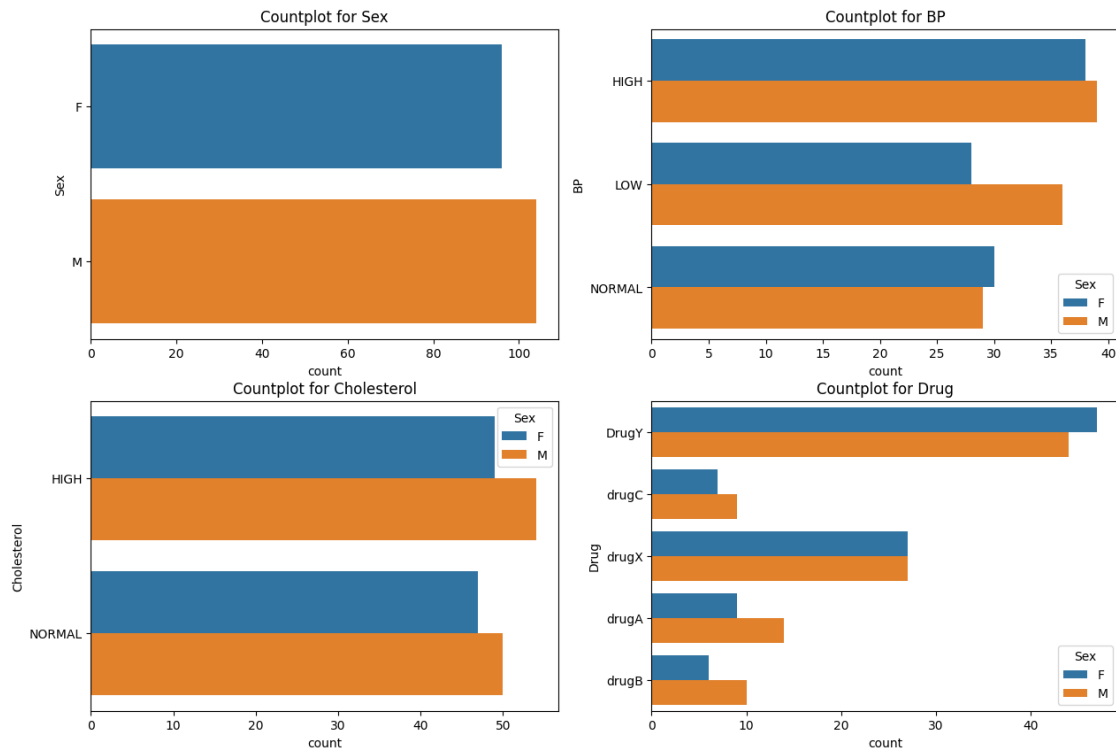 Countplot for Sex
F
M
Sex
0 20 40 60 80 100
count
Countplot for BP
HIGH
LOW
NORMAL
BP
Sex
F
M
0 5 10 15 20 25 30 35 40
count
Countplot for Cholesterol
Sex
F
M
HIGH
NORMAL
Cholesterol
0 10 20 30 40 50
count
Countplot for Drug
DrugY
drugC
drugX
drugA
drugB
Drug
Sex
F
M
0 10 20 30 40
count